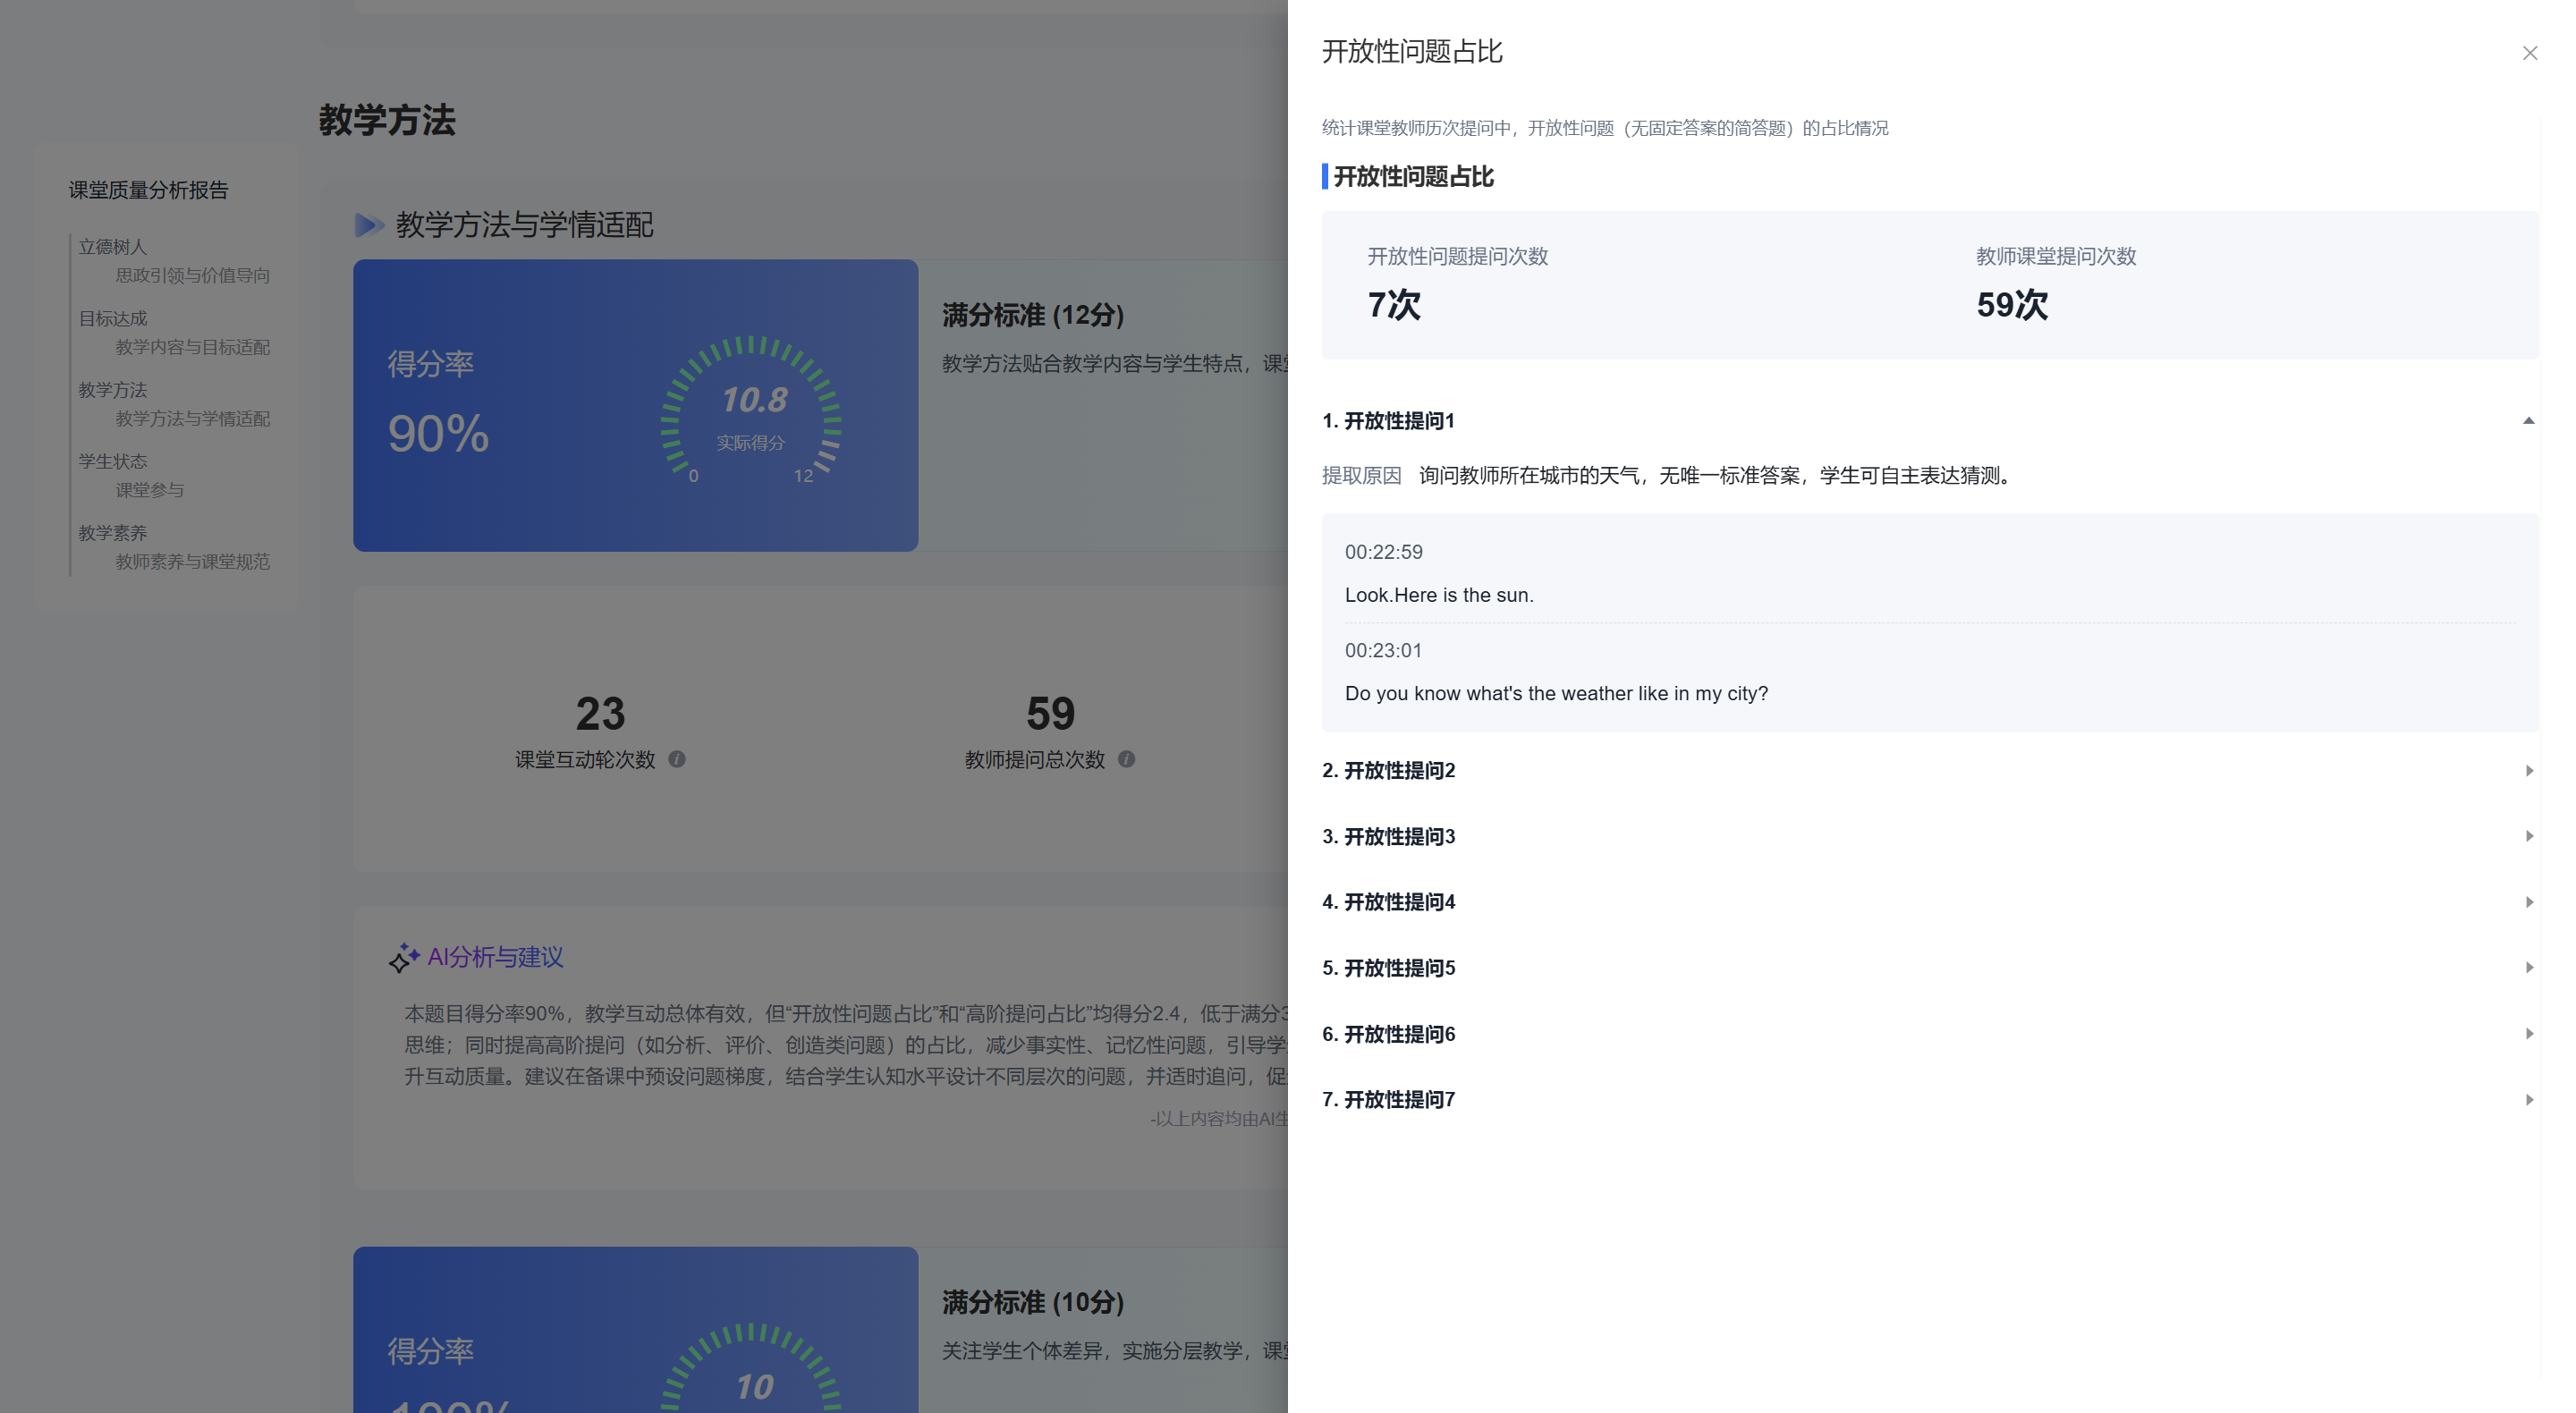 教学方法
课堂质量分析报告
立德树人
思政引领与价值导向
目标达成
教学内容与目标适配
教学方法
教学方法与学情适配
学生状态
课堂参与
教学素养
教师素养与课堂规范
教学方法与学情适配
得分率
90%
10.8
实际得分
0
12
满分标准 (12分)
教学方法贴合教学内容与学生特点，课
23
课堂互动轮次数
59
教师提问总次数
AI分析与建议
本题目得分率90%，教学互动总体有效，但“开放性问题占比”和“高阶提问占比”均得分2.4，低于满分3
思维；同时提高高阶提问（如分析、评价、创造类问题）的占比，减少事实性、记忆性问题，引导学
升互动质量。建议在备课中预设问题梯度，结合学生认知水平设计不同层次的问题，并适时追问，促
-以上内容均由AI生
得分率
100%
10
满分标准 (10分)
关注学生个体差异，实施分层教学，课
开放性问题占比
统计课堂教师历次提问中，开放性问题（无固定答案的简答题）的占比情况
开放性问题占比
开放性问题提问次数
7次
教师课堂提问次数
59次
1. 开放性提问1
提取原因 询问教师所在城市的天气，无唯一标准答案，学生可自主表达猜测。
00:22:59
Look.Here is the sun.
00:23:01
Do you know what's the weather like in my city?
2. 开放性提问2
3. 开放性提问3
4. 开放性提问4
5. 开放性提问5
6. 开放性提问6
7. 开放性提问7